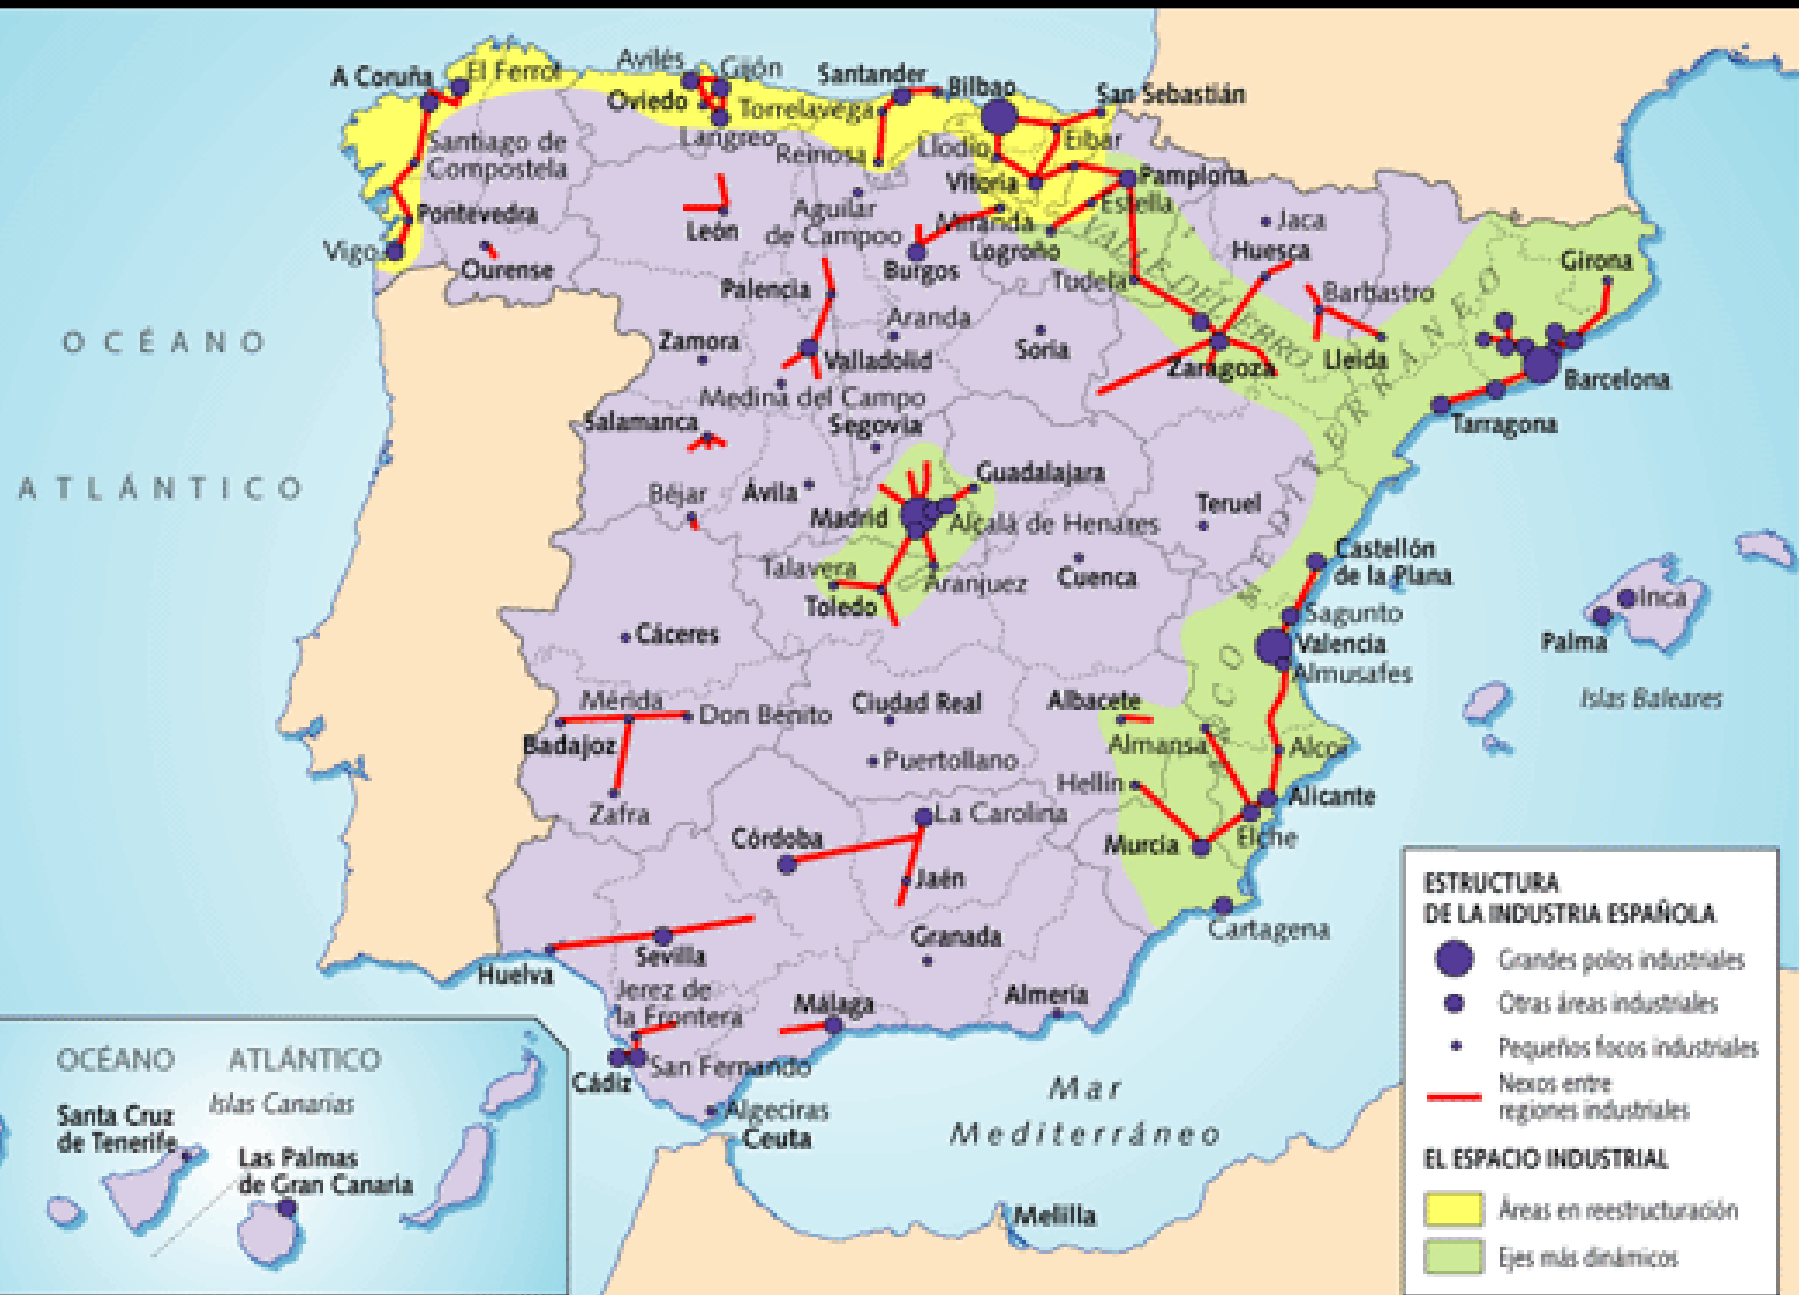 A Coruña
El Ferrol
Avilés
Gijón
Santander
Bilbao
San Sebastián
Oviedo
Torrelavega
Langreo
Reinosa
Llodio
Eibar
Santiago de
Compostela
Vitoria
Pamplona
Pontevedra
Aguilar
de Campoo
Miranda
Estella
Jaca
Vigo
León
Logroño
Huesca
Ourense
Burgos
VALLE DEL EBRO
Girona
Palencia
Tudela
Barbastro
OCÉANO
Aranda
Zamora
Valladolid
Soria
Zaragoza
Lleida
Barcelona
Medina del Campo
Salamanca
Segovia
Tarragona
ARCO MEDITERRÁNEO
ATLÁNTICO
Guadalajara
Béjar
Ávila
Madrid
Alcalá de Henares
Teruel
Castellón
de la Plana
Talavera
Aranjuez
Cuenca
Toledo
Inca
Sagunto
Cáceres
Valencia
Palma
Almusafes
Islas Baleares
Mérida
Don Benito
Ciudad Real
Albacete
Badajoz
Almansa
Alcoi
Puertollano
Hellín
Zafra
La Carolina
Alicante
Córdoba
Murcia
Elche
Jaén
Cartagena
Granada
Sevilla
Huelva
Jerez de
la Frontera
Málaga
Almería
San Fernando
Cádiz
Algeciras
Ceuta
Mar
Mediterráneo
Melilla
OCÉANO ATLÁNTICO
Islas Canarias
Santa Cruz
de Tenerife
Las Palmas
de Gran Canaria
ESTRUCTURA
DE LA INDUSTRIA ESPAÑOLA
Grandes polos industriales
Otras áreas industriales
Pequeños focos industriales
Nexos entre
regiones industriales
EL ESPACIO INDUSTRIAL
Áreas en reestructuración
Ejes más dinámicos